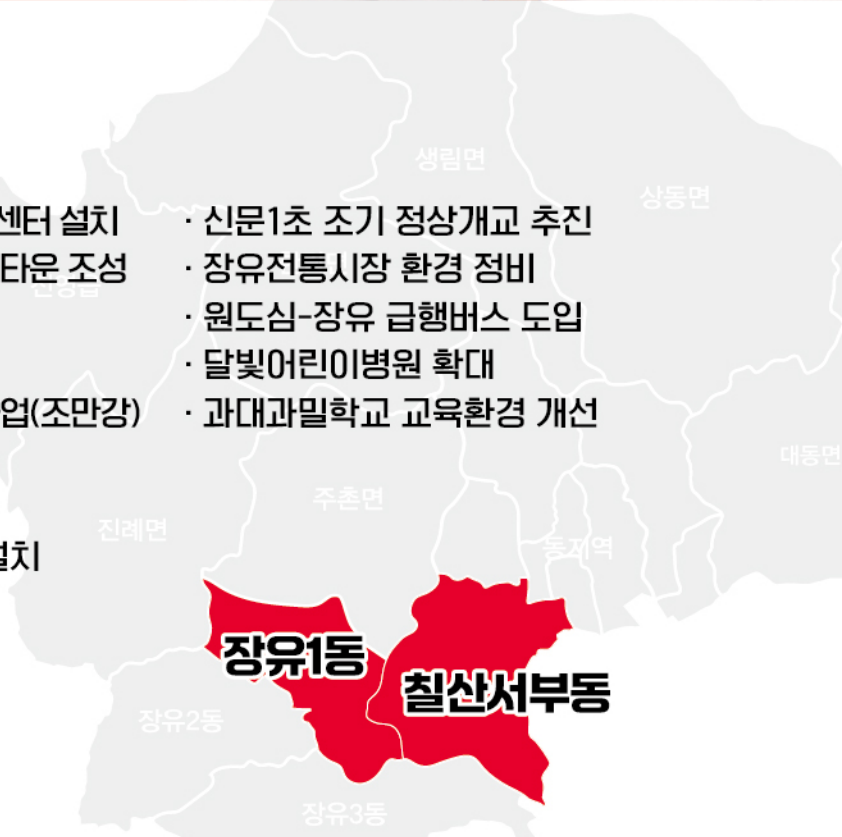 생림면
상동면
센터 설치
· 신문1초 조기 정상개교 추진
타운 조성
· 장유전통시장 환경 정비
· 원도심-장유 급행버스 도입
· 달빛어린이병원 확대
업(조만강)
· 과대과밀학교 교육환경 개선
대동면
주촌면
진례면
동지역
설치
장유1동
칠산서부동
장유2동
장유3동